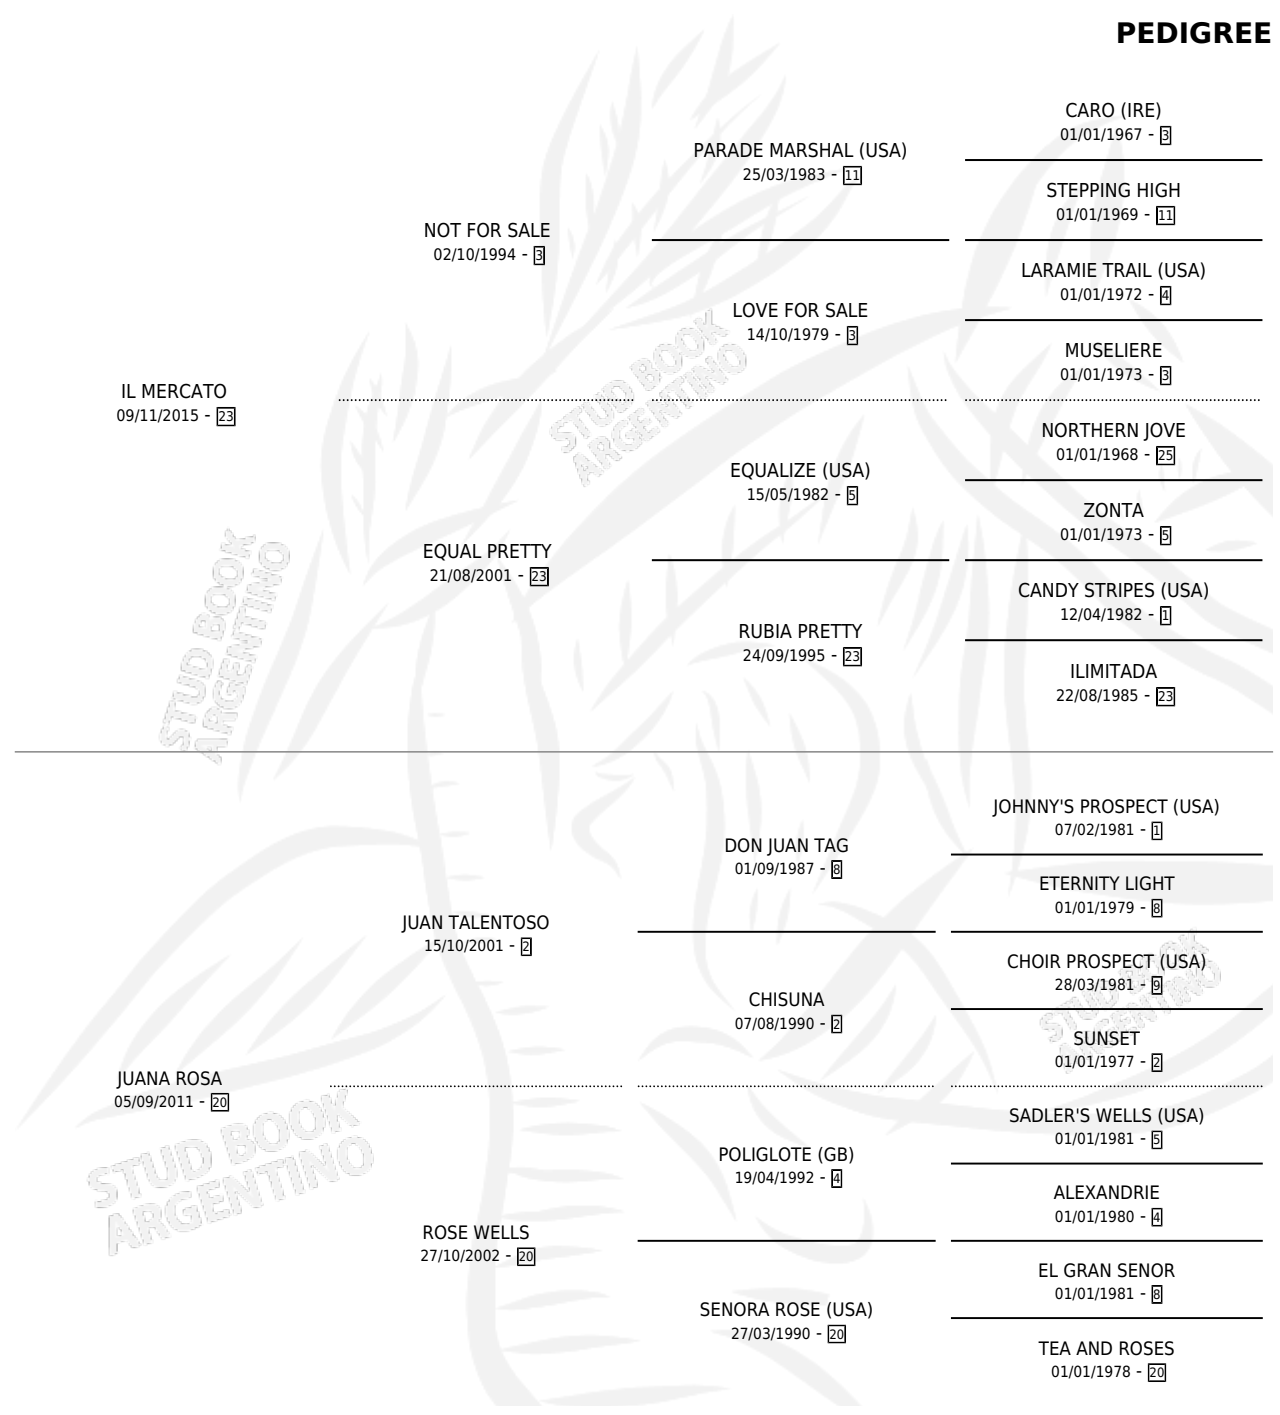 PEDIGREE
CARO (IRE)
01/01/1967 - 3
PARADE MARSHAL (USA)
25/03/1983 - 11
STEPPING HIGH
01/01/1969 - 11
NOT FOR SALE
02/10/1994 - 3
LARAMIE TRAIL (USA)
01/01/1972 - 4
LOVE FOR SALE
14/10/1979 - 3
MUSELIERE
01/01/1973 - 3
IL MERCATO
09/11/2015 - 23
NORTHERN JOVE
01/01/1968 - 25
EQUALIZE (USA)
15/05/1982 - 5
ZONTA
01/01/1973 - 5
EQUAL PRETTY
21/08/2001 - 23
CANDY STRIPES (USA)
12/04/1982 - 1
RUBIA PRETTY
24/09/1995 - 23
ILIMITADA
22/08/1985 - 23
JOHNNY'S PROSPECT (USA)
07/02/1981 - 1
DON JUAN TAG
01/09/1987 - 8
ETERNITY LIGHT
01/01/1979 - 8
JUAN TALENTOSO
15/10/2001 - 2
CHOIR PROSPECT (USA)
28/03/1981 - 9
CHISUNA
07/08/1990 - 2
SUNSET
01/01/1977 - 2
JUANA ROSA
05/09/2011 - 20
SADLER'S WELLS (USA)
01/01/1981 - 5
POLIGLOTE (GB)
19/04/1992 - 4
ALEXANDRIE
01/01/1980 - 4
ROSE WELLS
27/10/2002 - 20
EL GRAN SENOR
01/01/1981 - 8
SENORA ROSE (USA)
27/03/1990 - 20
TEA AND ROSES
01/01/1978 - 20
STUD BOOK
ARGENTINO
STUD BOOK
ARGENTINO
STUD BOOK
ARGENTINO
STUD BOOK
ARGENTINO